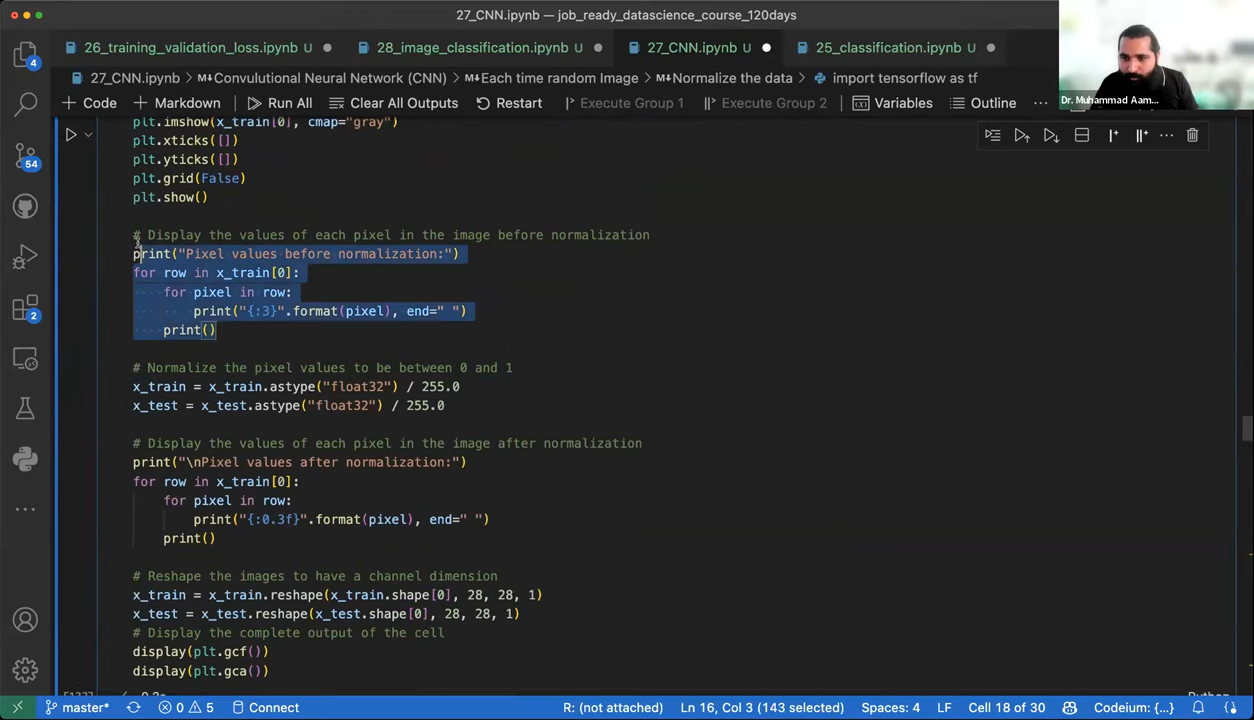 27_CNN.ipynb — job_ready_datascience_course_120days
26_training_validation_loss.ipynb U
28_image_classification.ipynb U
27_CNN.ipynb U
25_classification.ipynb U
27_CNN.ipynb > Convulutional Neural Network (CNN) > Each time random Image > Normalize the data > import tensorflow as tf
Dr. Muhammad Aam...
+ Code + Markdown Run All Clear All Outputs Restart Execute Group 1 Execute Group 2 Variables Outline ...
plt.imshow(x_train[0], cmap="gray")
plt.xticks([])
plt.yticks([])
plt.grid(False)
plt.show()
# Display the values of each pixel in the image before normalization
print("Pixel values before normalization:")
for row in x_train[0]:
for pixel in row:
print("{:3}".format(pixel), end=" ")
print()
# Normalize the pixel values to be between 0 and 1
x_train = x_train.astype("float32") / 255.0
x_test = x_test.astype("float32") / 255.0
# Display the values of each pixel in the image after normalization
print("\nPixel values after normalization:")
for row in x_train[0]:
for pixel in row:
print("{:0.3f}".format(pixel), end=" ")
print()
# Reshape the images to have a channel dimension
x_train = x_train.reshape(x_train.shape[0], 28, 28, 1)
x_test = x_test.reshape(x_test.shape[0], 28, 28, 1)
# Display the complete output of the cell
display(plt.gcf())
display(plt.gca())
4
54
2
master* 0 5 Connect R: (not attached) Ln 16, Col 3 (143 selected) Spaces: 4 LF Cell 18 of 30 Codeium: {...}